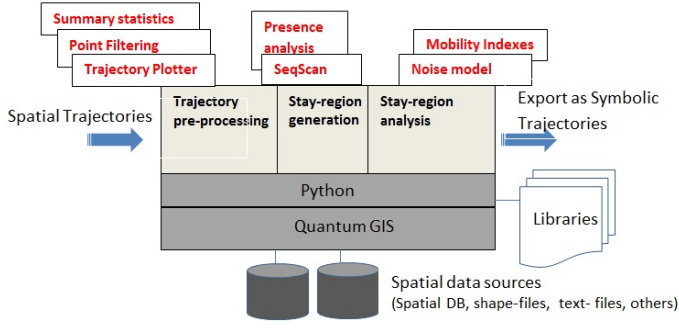 Summary statistics
Point Filtering
Trajectory Plotter
Presence
analysis
SeqScan
Mobility Indexes
Noise model
Spatial Trajectories
Trajectory
pre-processing
Stay-region
generation
Stay-region
analysis
Export as Symbolic
Trajectories
Python
Quantum GIS
Libraries
Spatial data sources
(Spatial DB, shape-files, text- files, others)